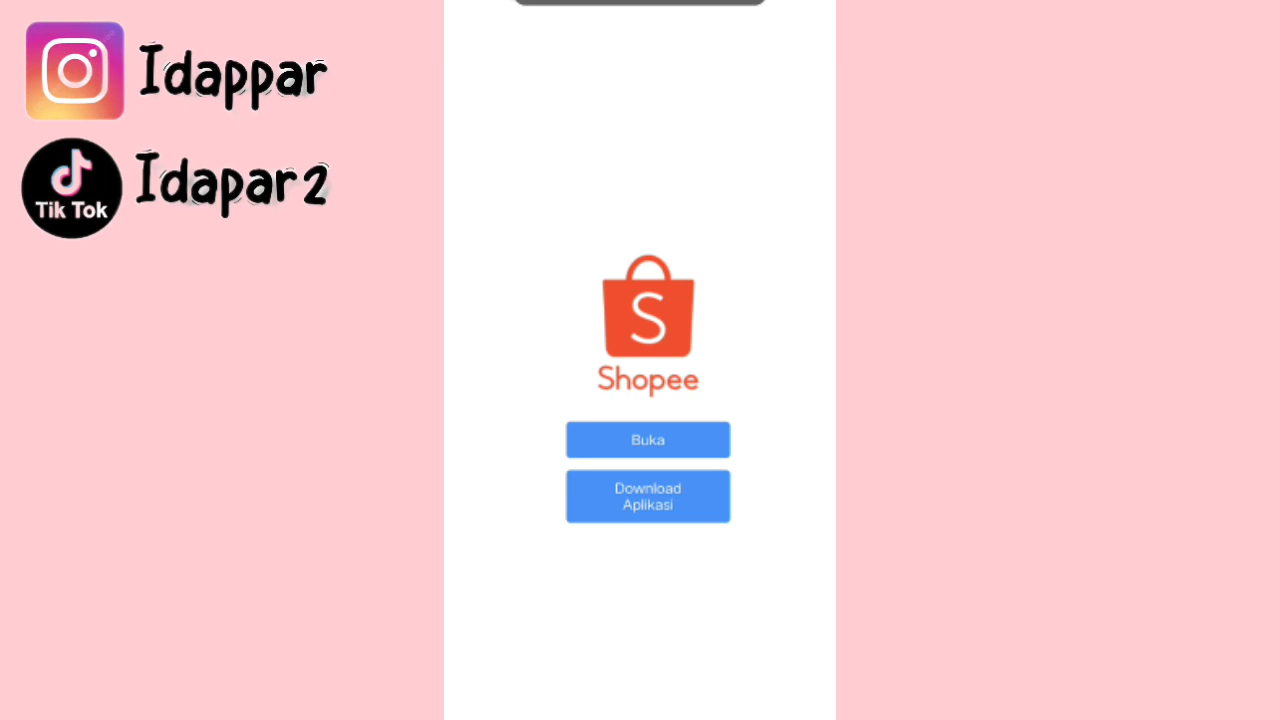 Idappar
Tik Tok
Idapar2
S
Shopee
Buka
Download
Aplikasi